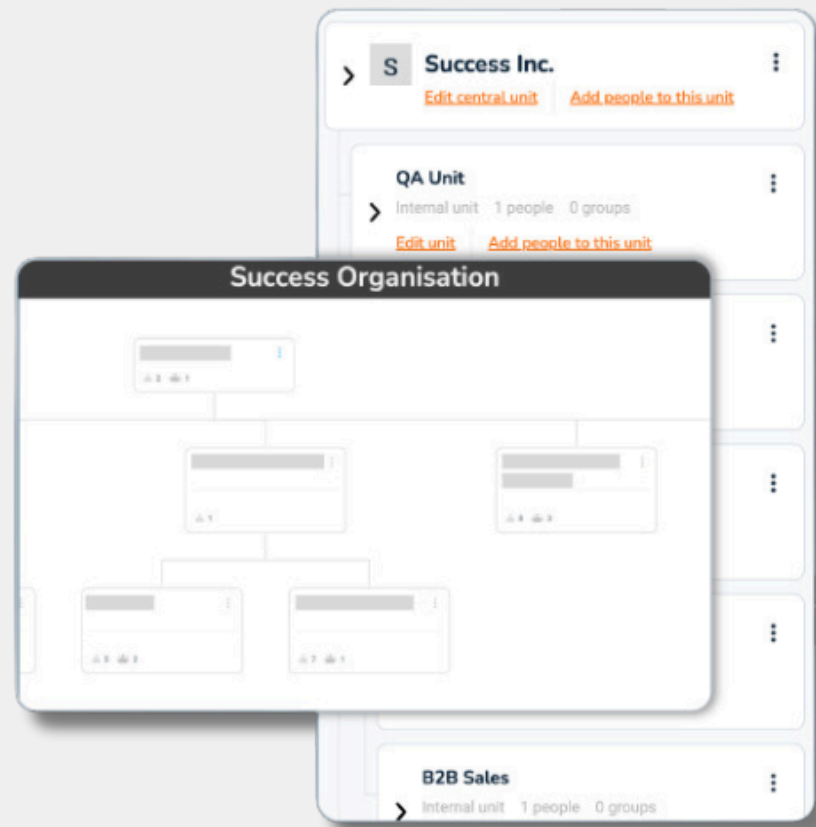 S Success Inc.
Edit central unit Add people to this unit
QA Unit
Internal unit 1 people 0 groups
Edit unit Add people to this unit
Success Organisation
1
B2B Sales
Internal unit 1 people 0 groups